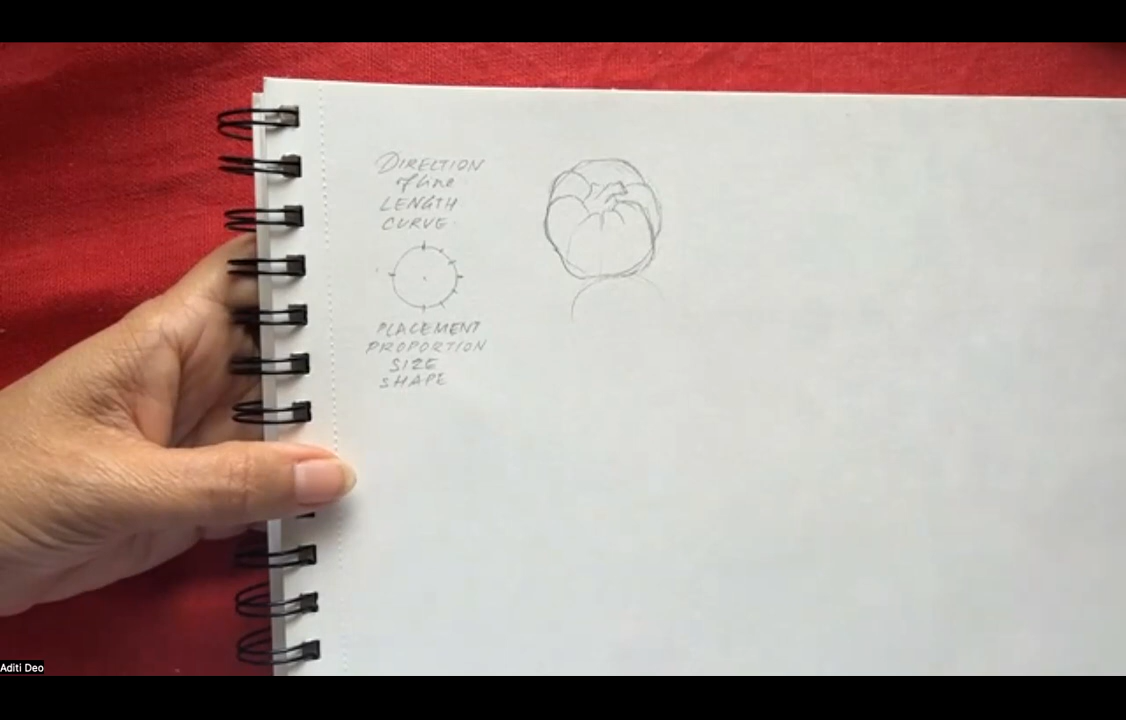 DIRECTION
of line
LENGTH
CURVE
PLACEMENT
PROPORTION
SIZE
SHAPE
Aditi Deo